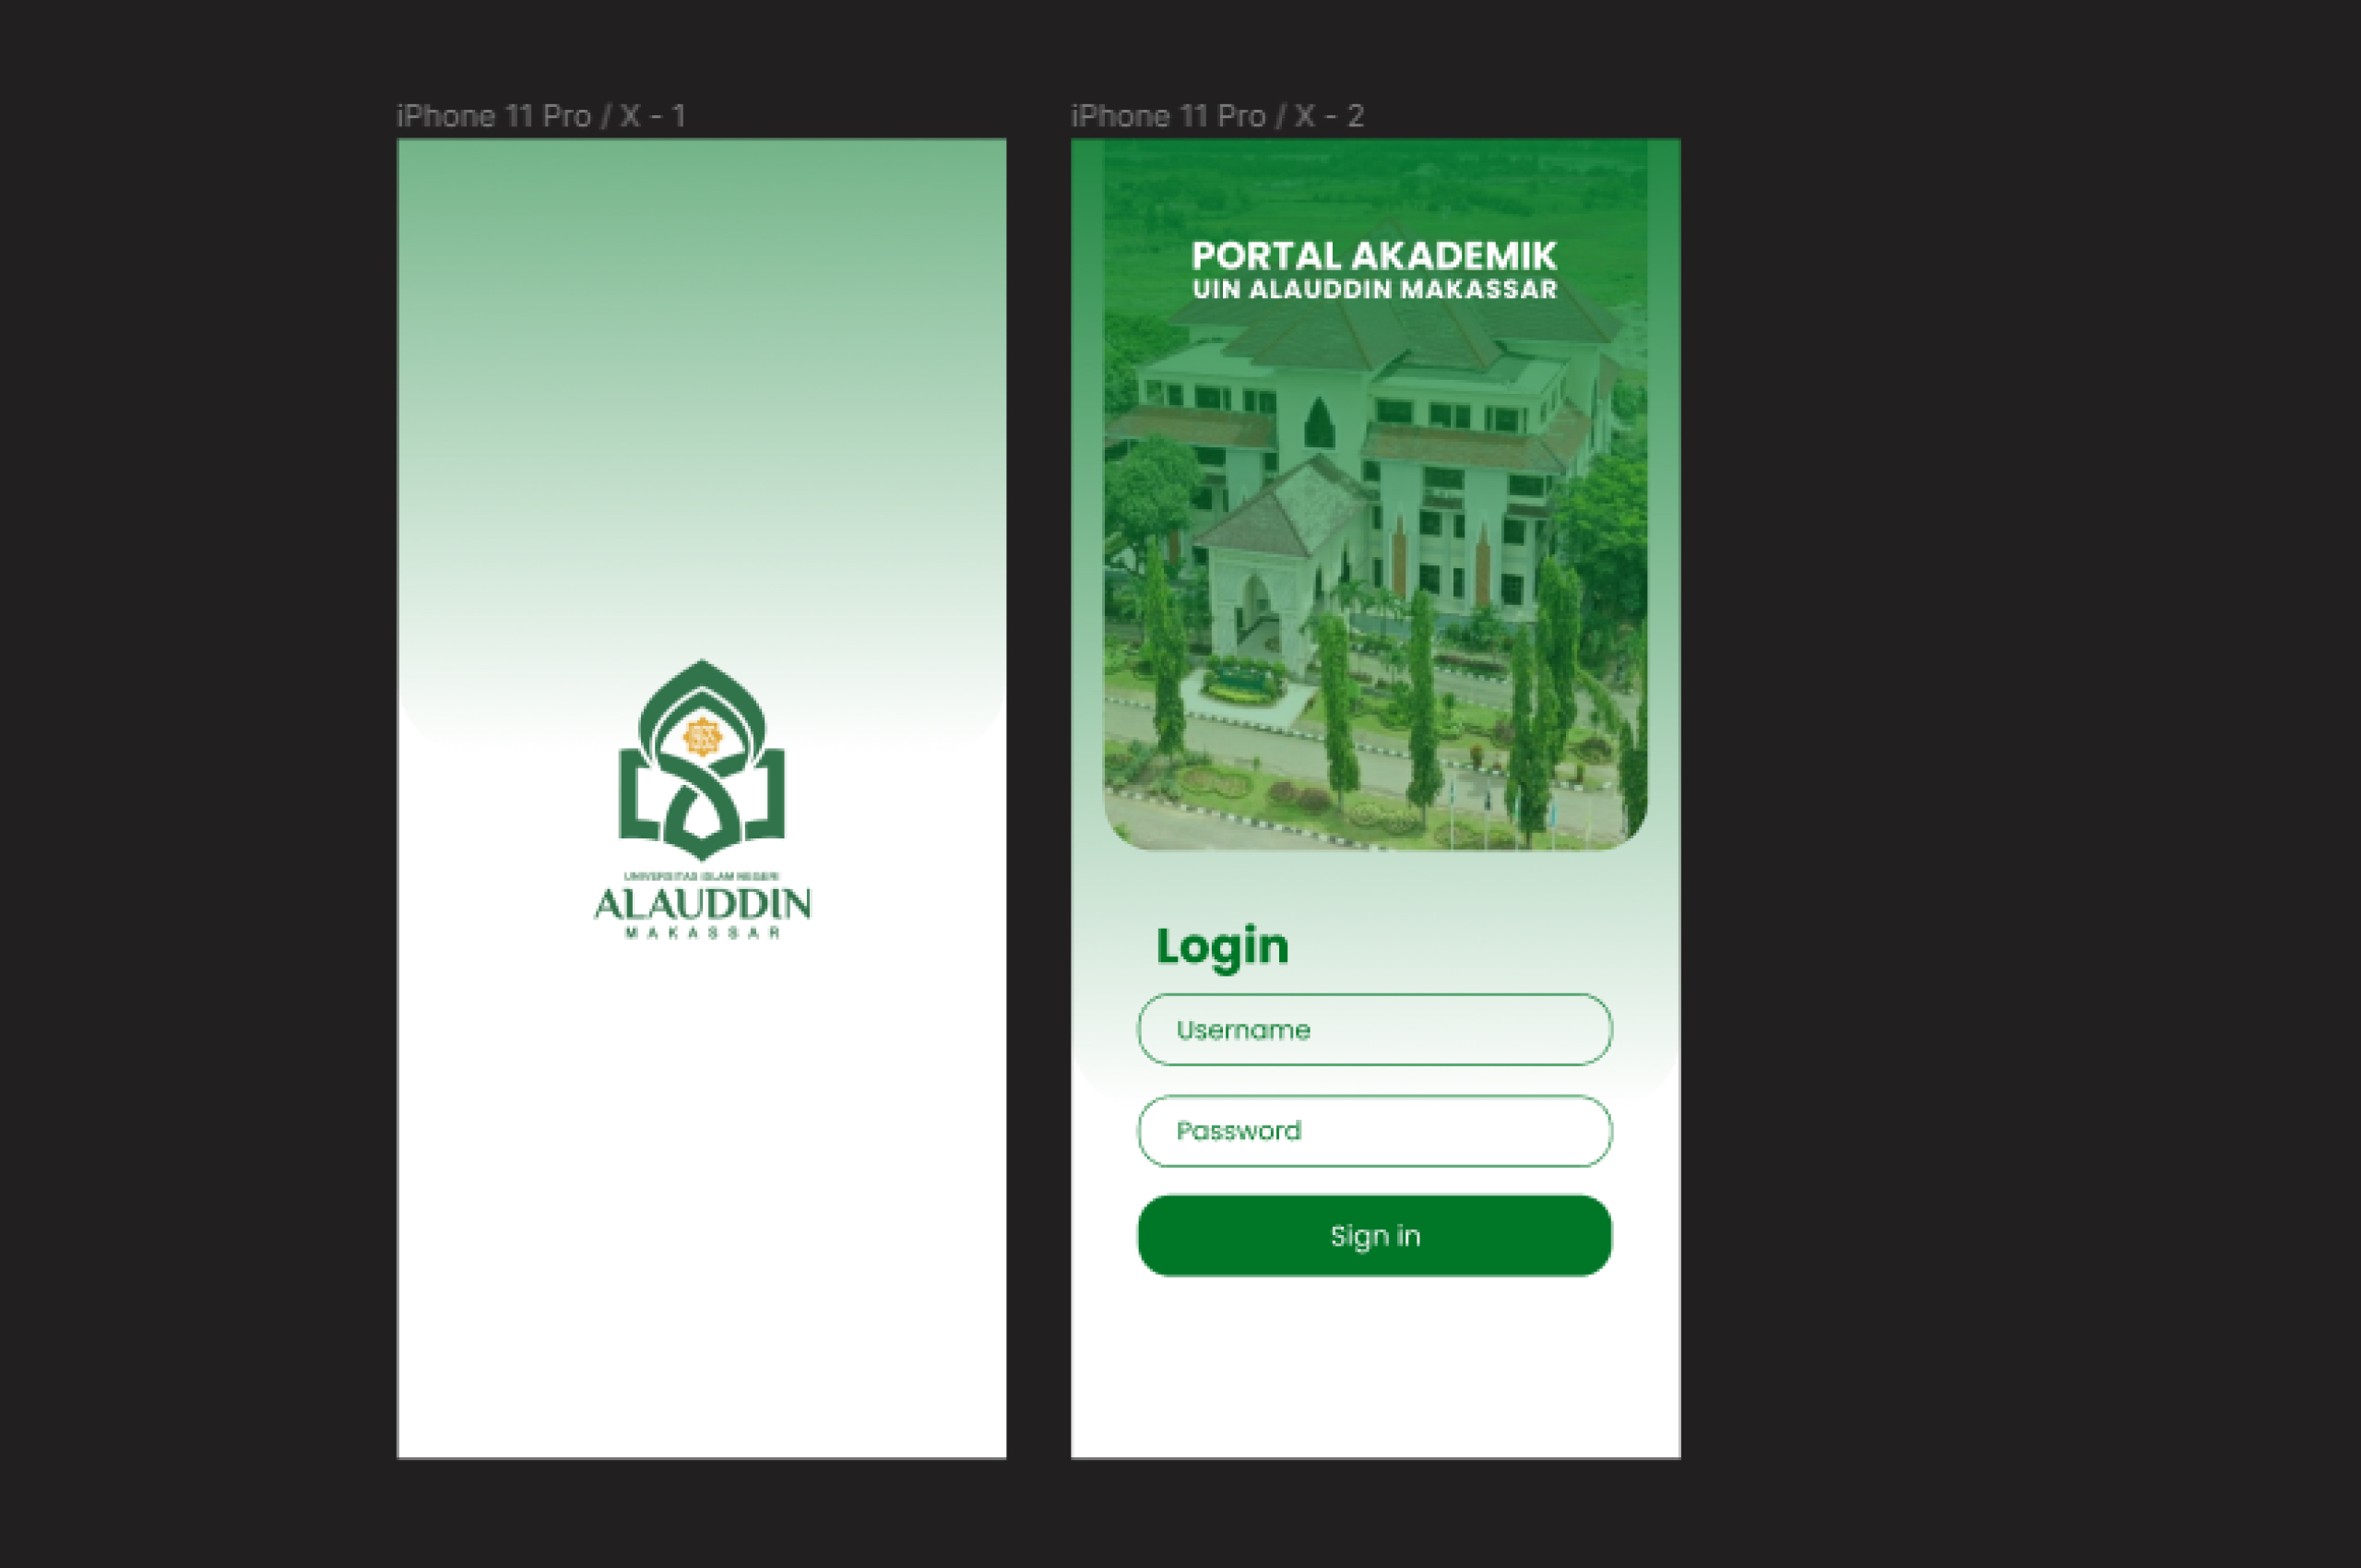 iPhone 11 Pro / X - 1
UNIVERSITAS ISLAM NEGERI
ALAUDDIN
MAKASSAR
iPhone 11 Pro / X - 2
PORTAL AKADEMIK
UIN ALAUDDIN MAKASSAR
Login
Username
Password
Sign in